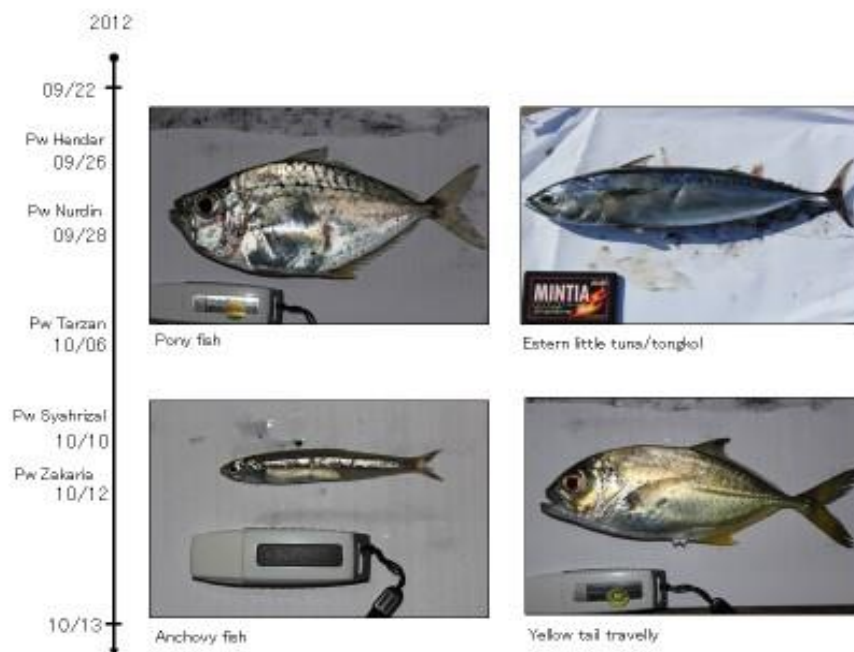 2012
09/22
Pw Hendar
09/26
Pw Nurdin
09/28
Pw Tarzan
10/06
Pw Syahrizal
10/10
Pw Zakaria
10/12
10/13
Pony fish
MINTIA
Estern little tuna/tongkol
Anchovy fish
Yellow tail travelly